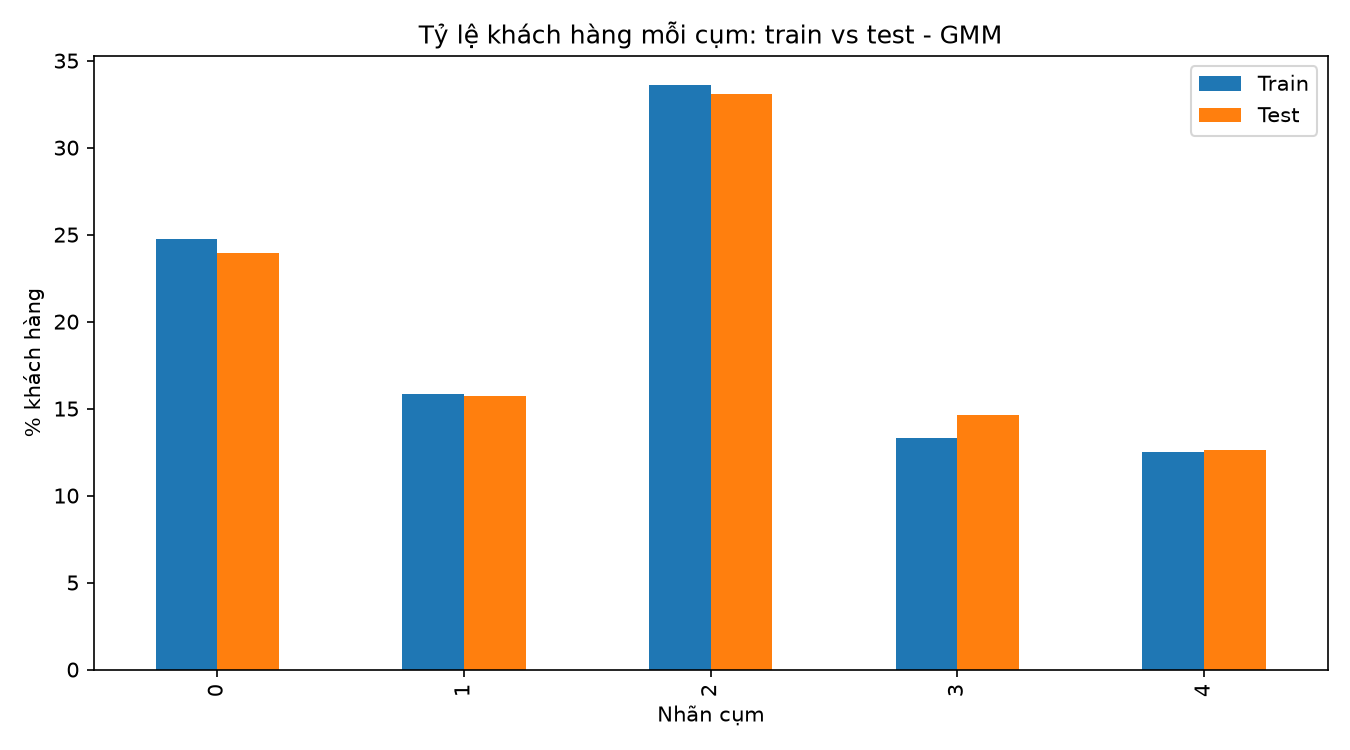 Tỷ lệ khách hàng mỗi cụm: train vs test - GMM
Train
Test
% khách hàng
35
30
25
20
15
10
5
0
0
1
2
3
4
Nhãn cụm